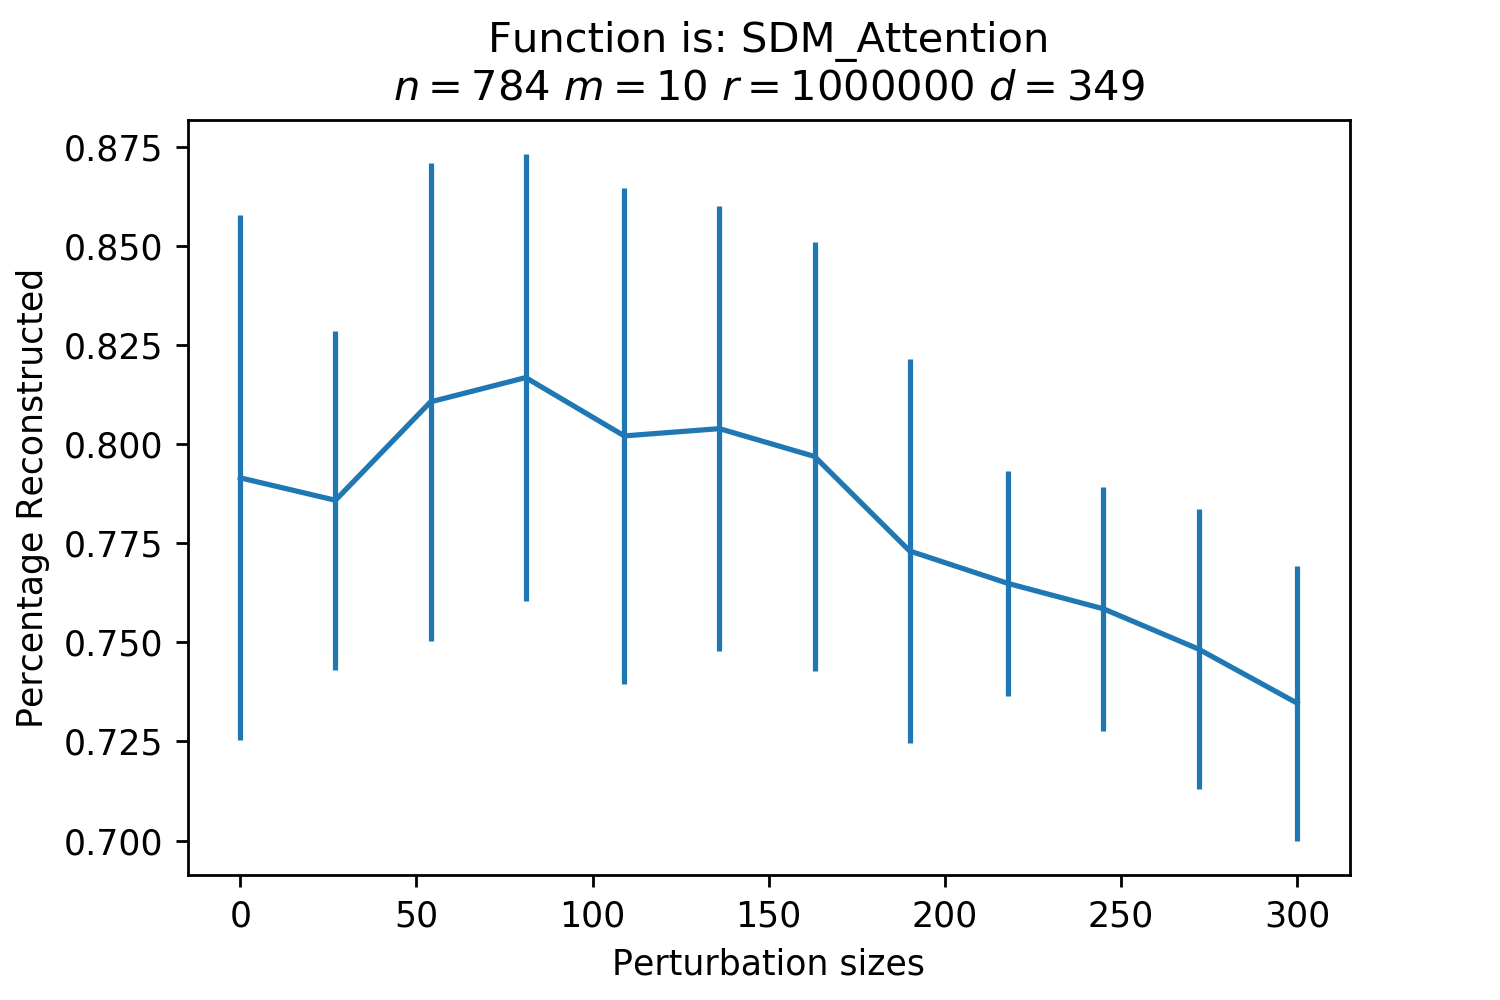 Function is: SDM_Attention
n = 784 m = 10 r = 1000000 d = 349
Percentage Reconstructed
0.875
0.850
0.825
0.800
0.775
0.750
0.725
0.700
0 50 100 150 200 250 300
Perturbation sizes